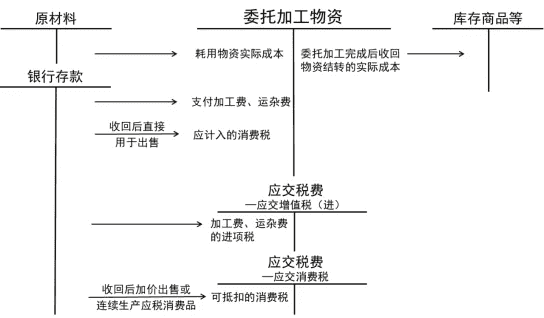 原材料
委托加工物资
库存商品等
耗用物资实际成本
委托加工完成后收回
物资结转的实际成本
银行存款
支付加工费、运杂费
收回后直接
用于出售
应计入的消费税
应交税费
—应交增值税（进）
加工费、运杂费
的进项税
应交税费
—应交消费税
收回后加价出售或
连续生产应税消费品
可抵扣的消费税